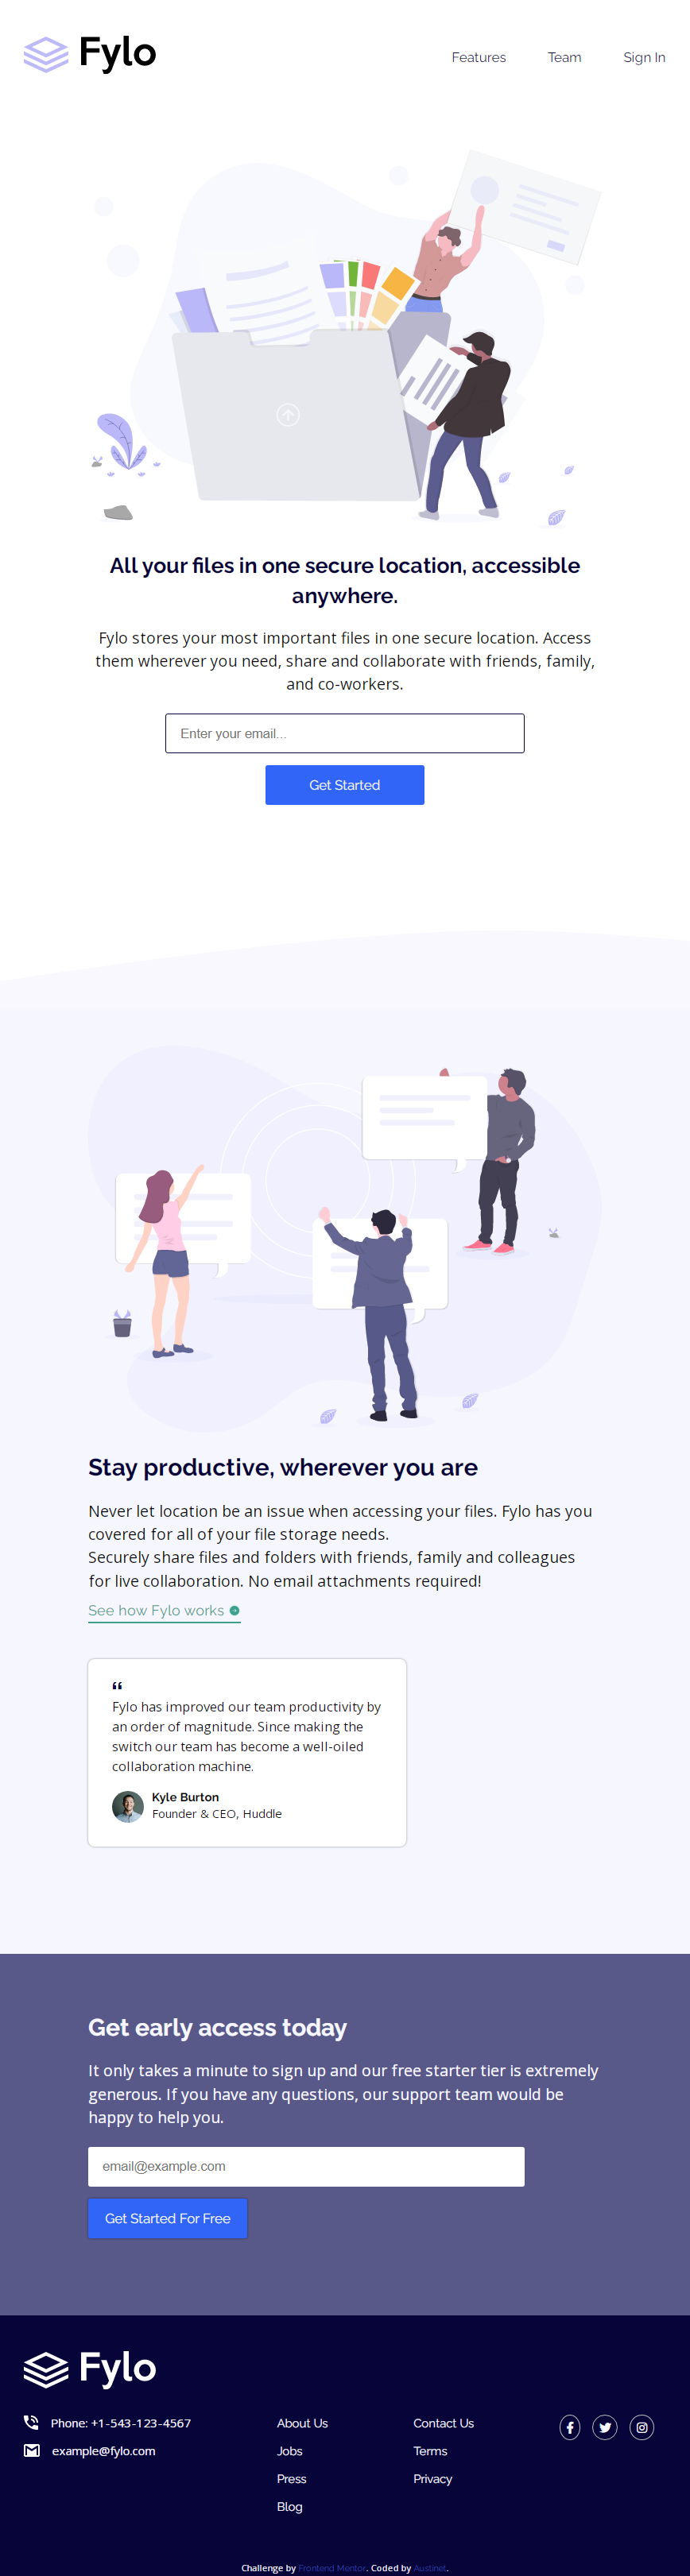 Fylo
Features Team Sign In
All your files in one secure location, accessible
anywhere.
Fylo stores your most important files in one secure location. Access
them wherever you need, share and collaborate with friends, family,
and co-workers.
Enter your email...
Get Started
Stay productive, wherever you are
Never let location be an issue when accessing your files. Fylo has you
covered for all of your file storage needs.
Securely share files and folders with friends, family and colleagues
for live collaboration. No email attachments required!
See how Fylo works
“
Fylo has improved our team productivity by
an order of magnitude. Since making the
switch our team has become a well-oiled
collaboration machine.
Kyle Burton
Founder & CEO, Huddle
Get early access today
It only takes a minute to sign up and our free starter tier is extremely
generous. If you have any questions, our support team would be
happy to help you.
email@example.com
Get Started For Free
Fylo
Phone: +1-543-123-4567
example@fylo.com
About Us
Jobs
Press
Blog
Contact Us
Terms
Privacy
Challenge by Frontend Mentor. Coded by Austinet.